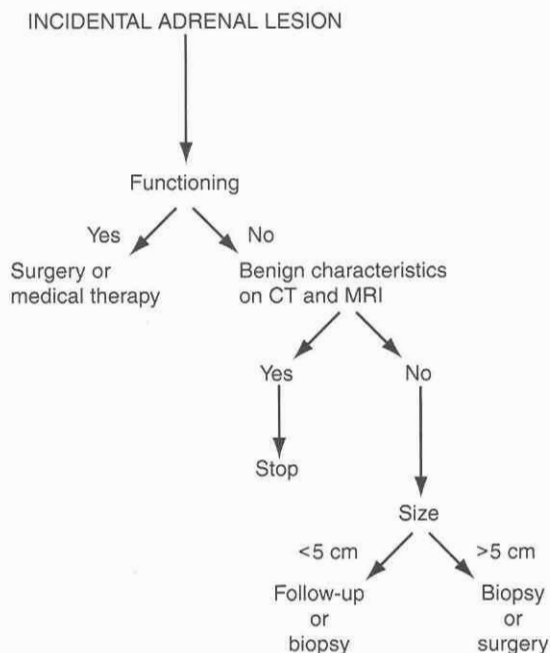 INCIDENTAL ADRENAL LESION
Functioning
Yes
No
Surgery or
medical therapy
Benign characteristics
on CT and MRI
Yes
No
Stop
Size
<5 cm
>5 cm
Follow-up
or
biopsy
Biopsy
or
surgery